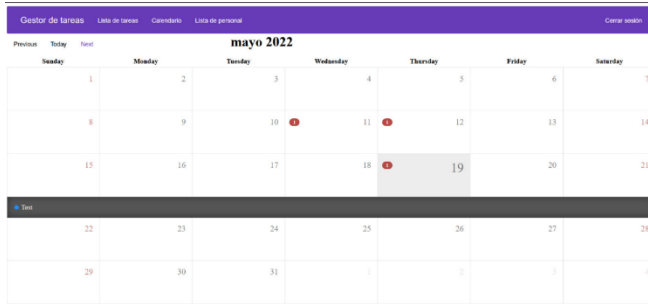 Gestor de tareas Lista de tareas Calendario Lista de personal Cerrar sesión
Previous Today Next mayo 2022
Sunday Monday Tuesday Wednesday Thursday Friday Saturday
1 2 3 4 5 6 7
8 9 10 1 11 1 12 13 14
15 16 17 18 1 19 20 21
Test
22 23 24 25 26 27 28
29 30 31 1 2 3 4